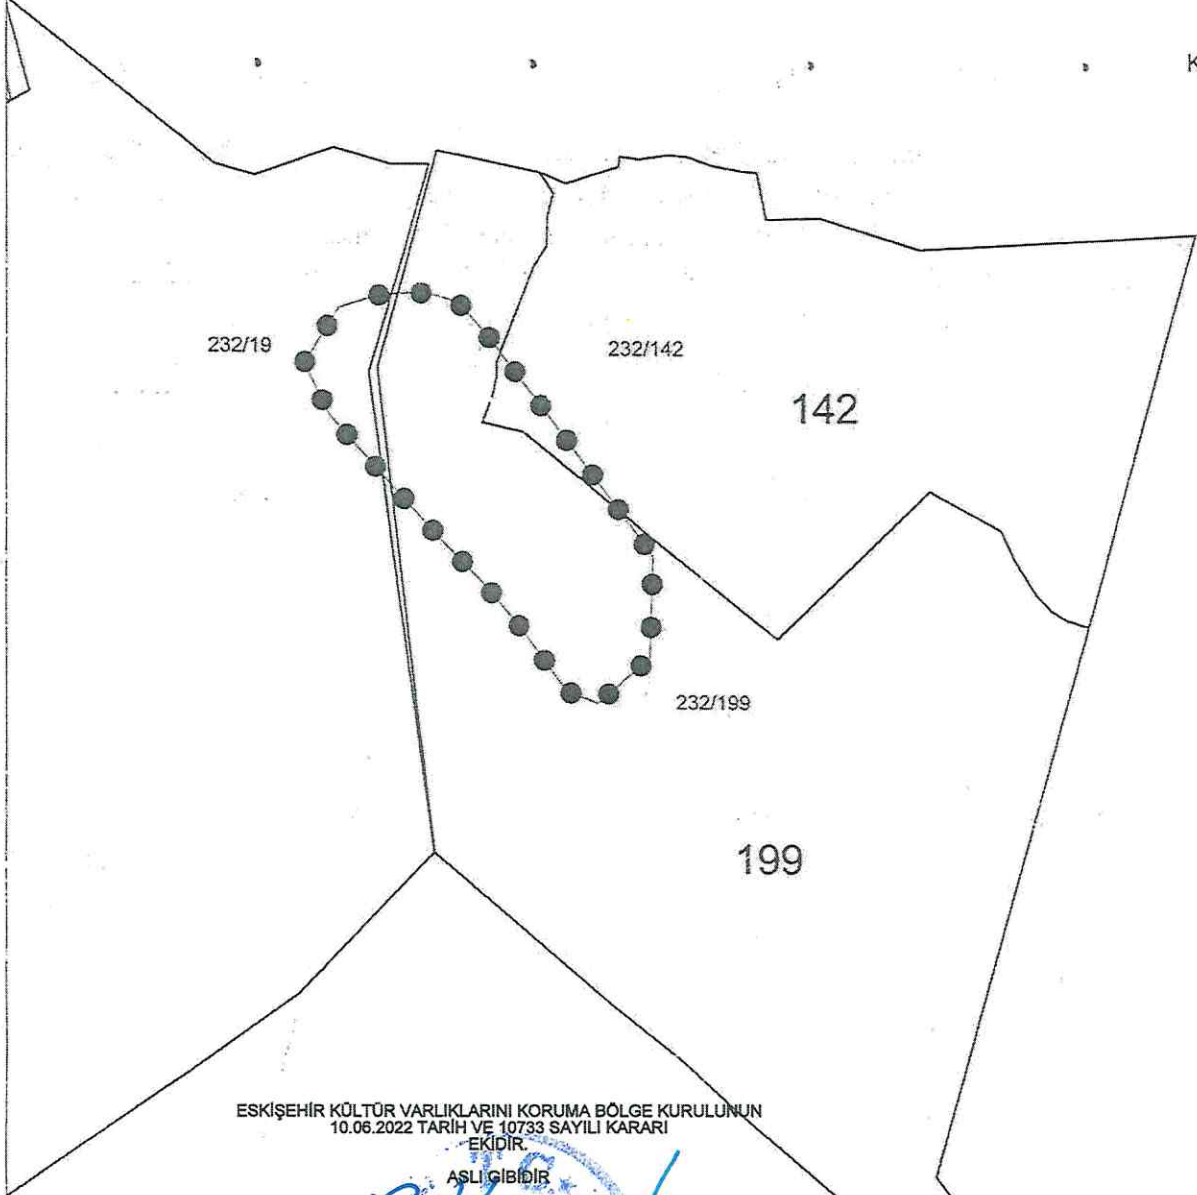 K
232/19
232/142
142
232/199
199
ESKİŞEHİR KÜLTÜR VARLIKLARINI KORUMA BÖLGE KURULUNUN
10.06.2022 TARİH VE 10733 SAYILI KARARI
EKİDİR.
ASLI GİBİDİR